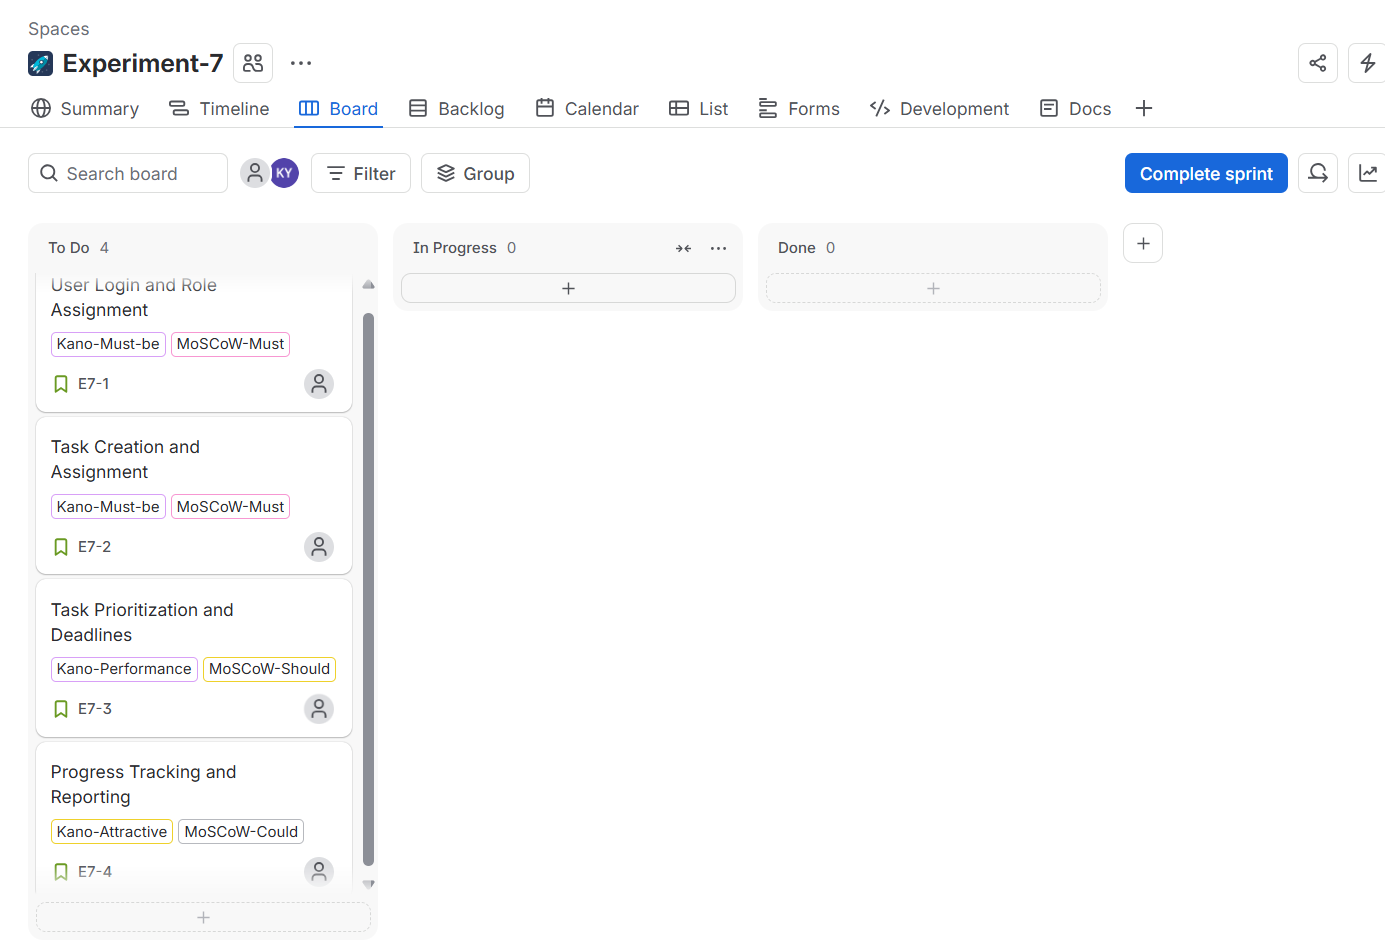 Spaces
Experiment-7
Summary Timeline Board Backlog Calendar List Forms Development Docs
Search board KY Filter Group Complete sprint
To Do 4
User Login and Role
Assignment
Kano-Must-be MoSCoW-Must
E7-1
Task Creation and
Assignment
Kano-Must-be MoSCoW-Must
E7-2
Task Prioritization and
Deadlines
Kano-Performance MoSCoW-Should
E7-3
Progress Tracking and
Reporting
Kano-Attractive MoSCoW-Could
E7-4
In Progress 0
Done 0